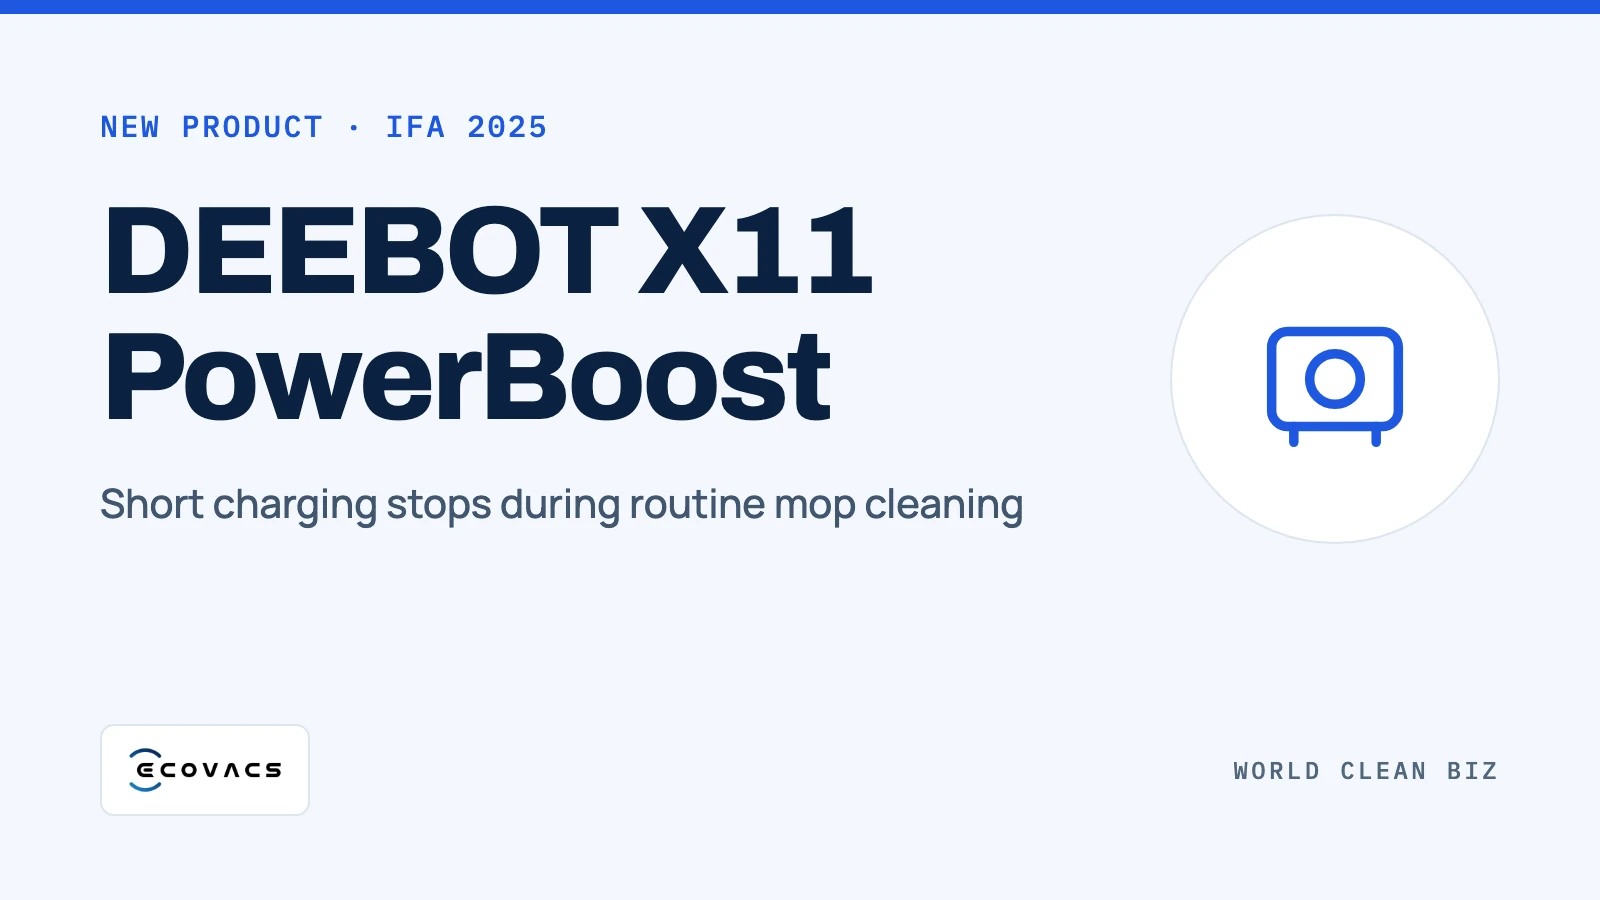 NEW PRODUCT · IFA 2025
DEEBOT X11
PowerBoost
Short charging stops during routine mop cleaning
ECOVACS
WORLD CLEAN BIZ